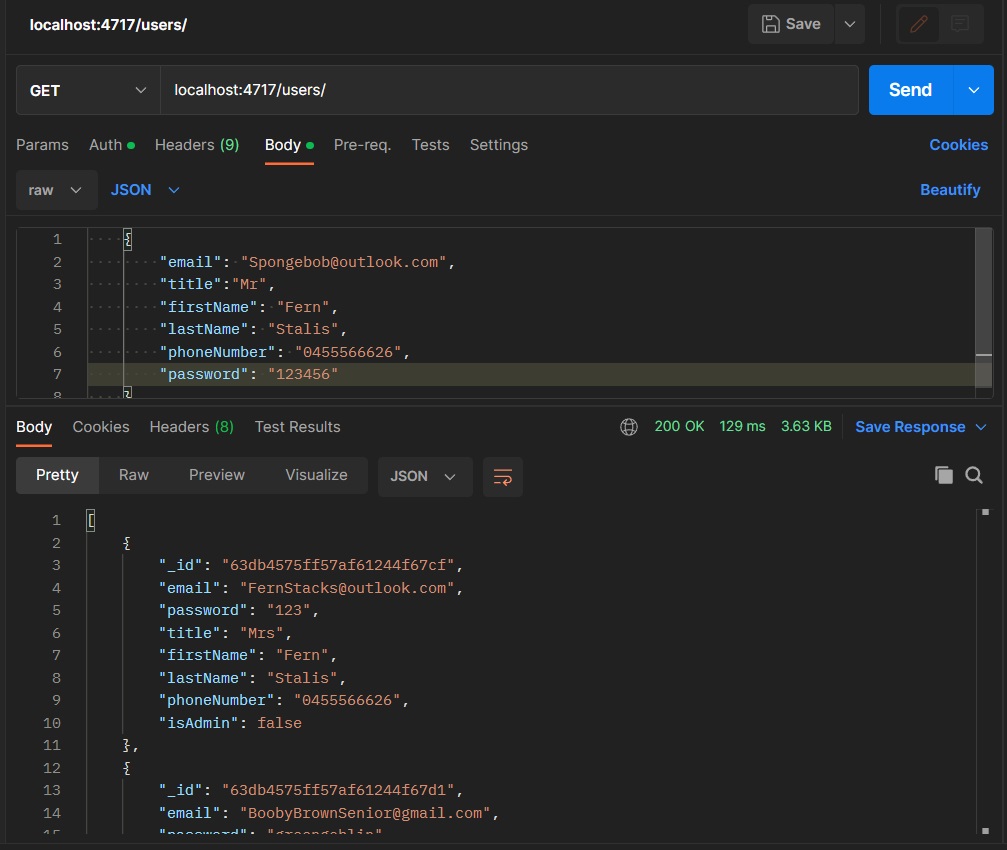 localhost:4717/users/
Save
GET
localhost:4717/users/
Send
Params Auth Headers (9) Body Pre-req. Tests Settings Cookies
raw JSON Beautify
1 {
2 "email": "Spongebob@outlook.com",
3 "title":"Mr",
4 "firstName": "Fern",
5 "lastName": "Stalis",
6 "phoneNumber": "0455566626",
7 "password": "123456"
8 }
Body Cookies Headers (8) Test Results 200 OK 129 ms 3.63 KB Save Response
Pretty Raw Preview Visualize JSON
1 [
2 {
3 "_id": "63db4575ff57af61244f67cf",
4 "email": "FernStacks@outlook.com",
5 "password": "123",
6 "title": "Mrs",
7 "firstName": "Fern",
8 "lastName": "Stalis",
9 "phoneNumber": "0455566626",
10 "isAdmin": false
11 },
12 {
13 "_id": "63db4575ff57af61244f67d1",
14 "email": "BoobyBrownSenior@gmail.com",
15 "password": "greengoblin"